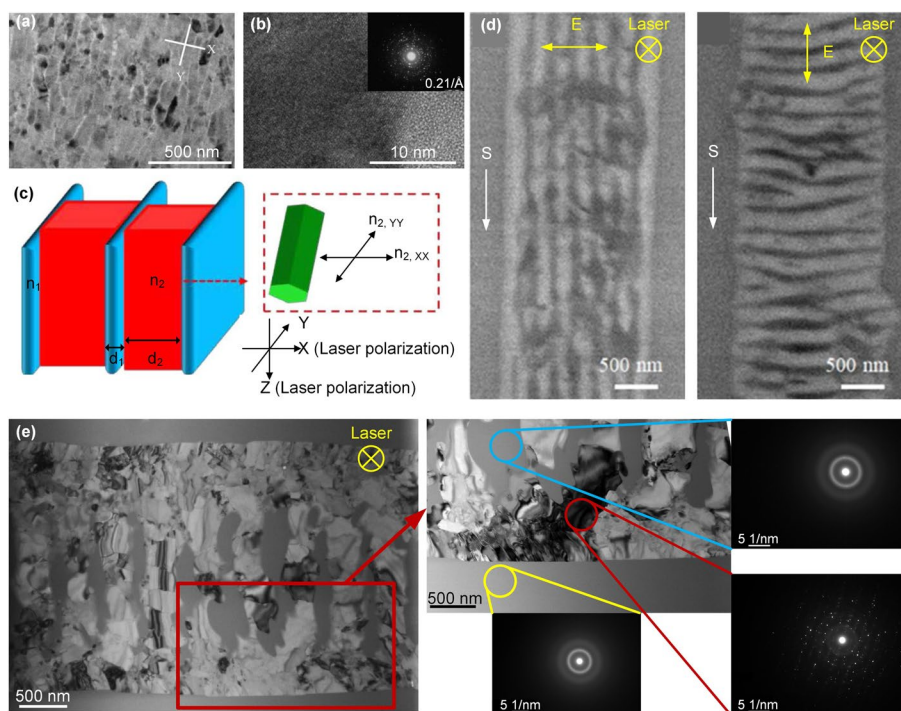 (a)
X
Y
500 nm
(b)
0.21/Å
10 nm
(c)
n1
n2
d1
d2
n2, YY
n2, XX
Y
X (Laser polarization)
Z (Laser polarization)
(d)
E
Laser
S
500 nm
E
Laser
S
500 nm
(e)
Laser
500 nm
500 nm
5 1/nm
5 1/nm
5 1/nm